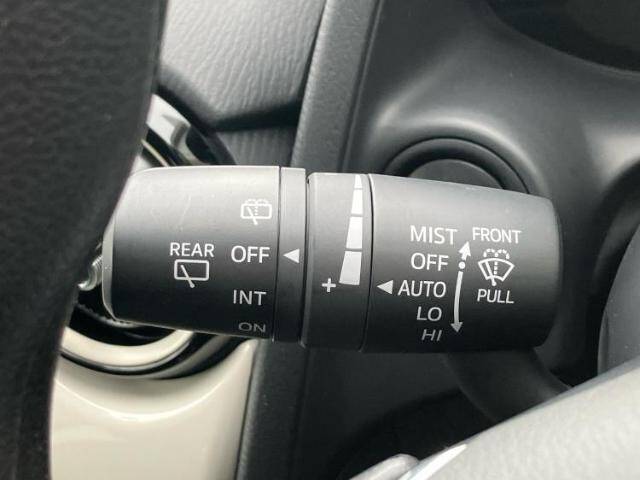 REAR
OFF
INT
ON
+
MIST
OFF
AUTO
LO
HI
FRONT
PULL